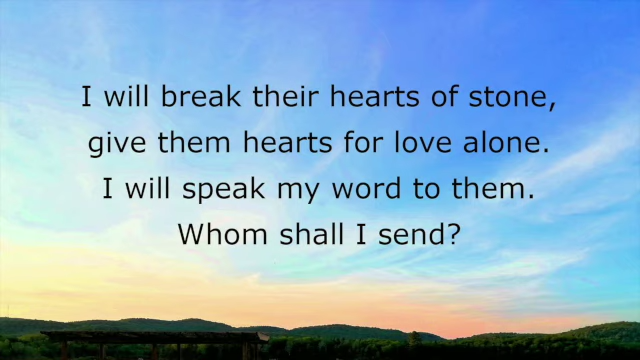 I will break their hearts of stone,
give them hearts for love alone.
I will speak my word to them.
Whom shall I send?